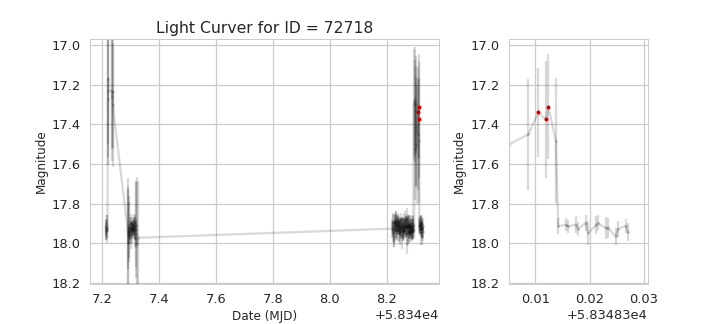 Light Curver for ID = 72718
17.0
17.2
17.4
17.6
17.8
18.0
18.2
Magnitude
7.2 7.4 7.6 7.8 8.0 8.2
Date (MJD)
+5.834e4
17.0
17.2
17.4
17.6
17.8
18.0
18.2
Magnitude
0.01 0.02 0.03
+5.83483e4